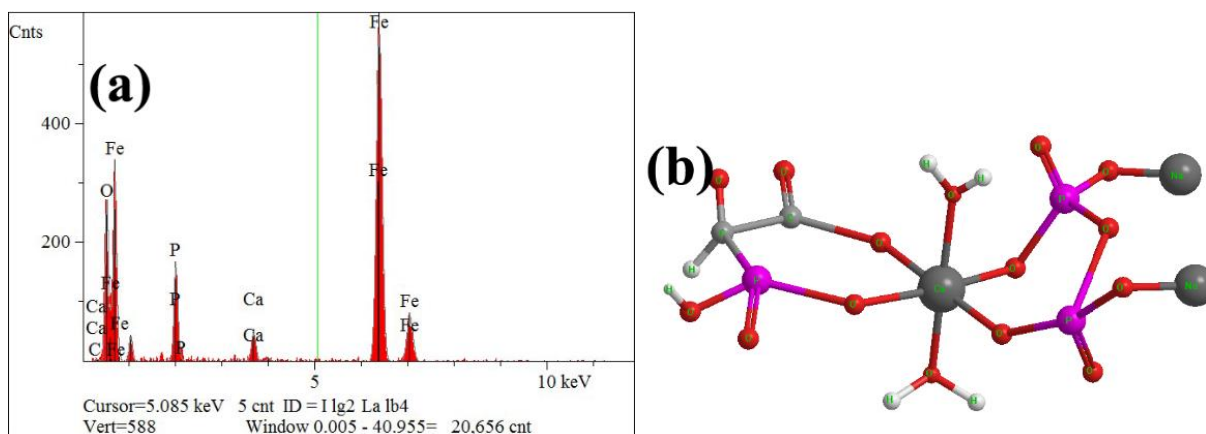 Cnts
(a)
400
200
Fe
Fe
Fe
O
Fe
P
P
P
Ca
Ca
Ca
Ca
C
Fe
Fe
Fe
Fe
5
10 keV
Cursor=5.085 keV 5 cnt ID = I lg2 La lb4
Vert=588 Window 0.005 - 40.955= 20,656 cnt
(b)
H
H
H
H
H
H